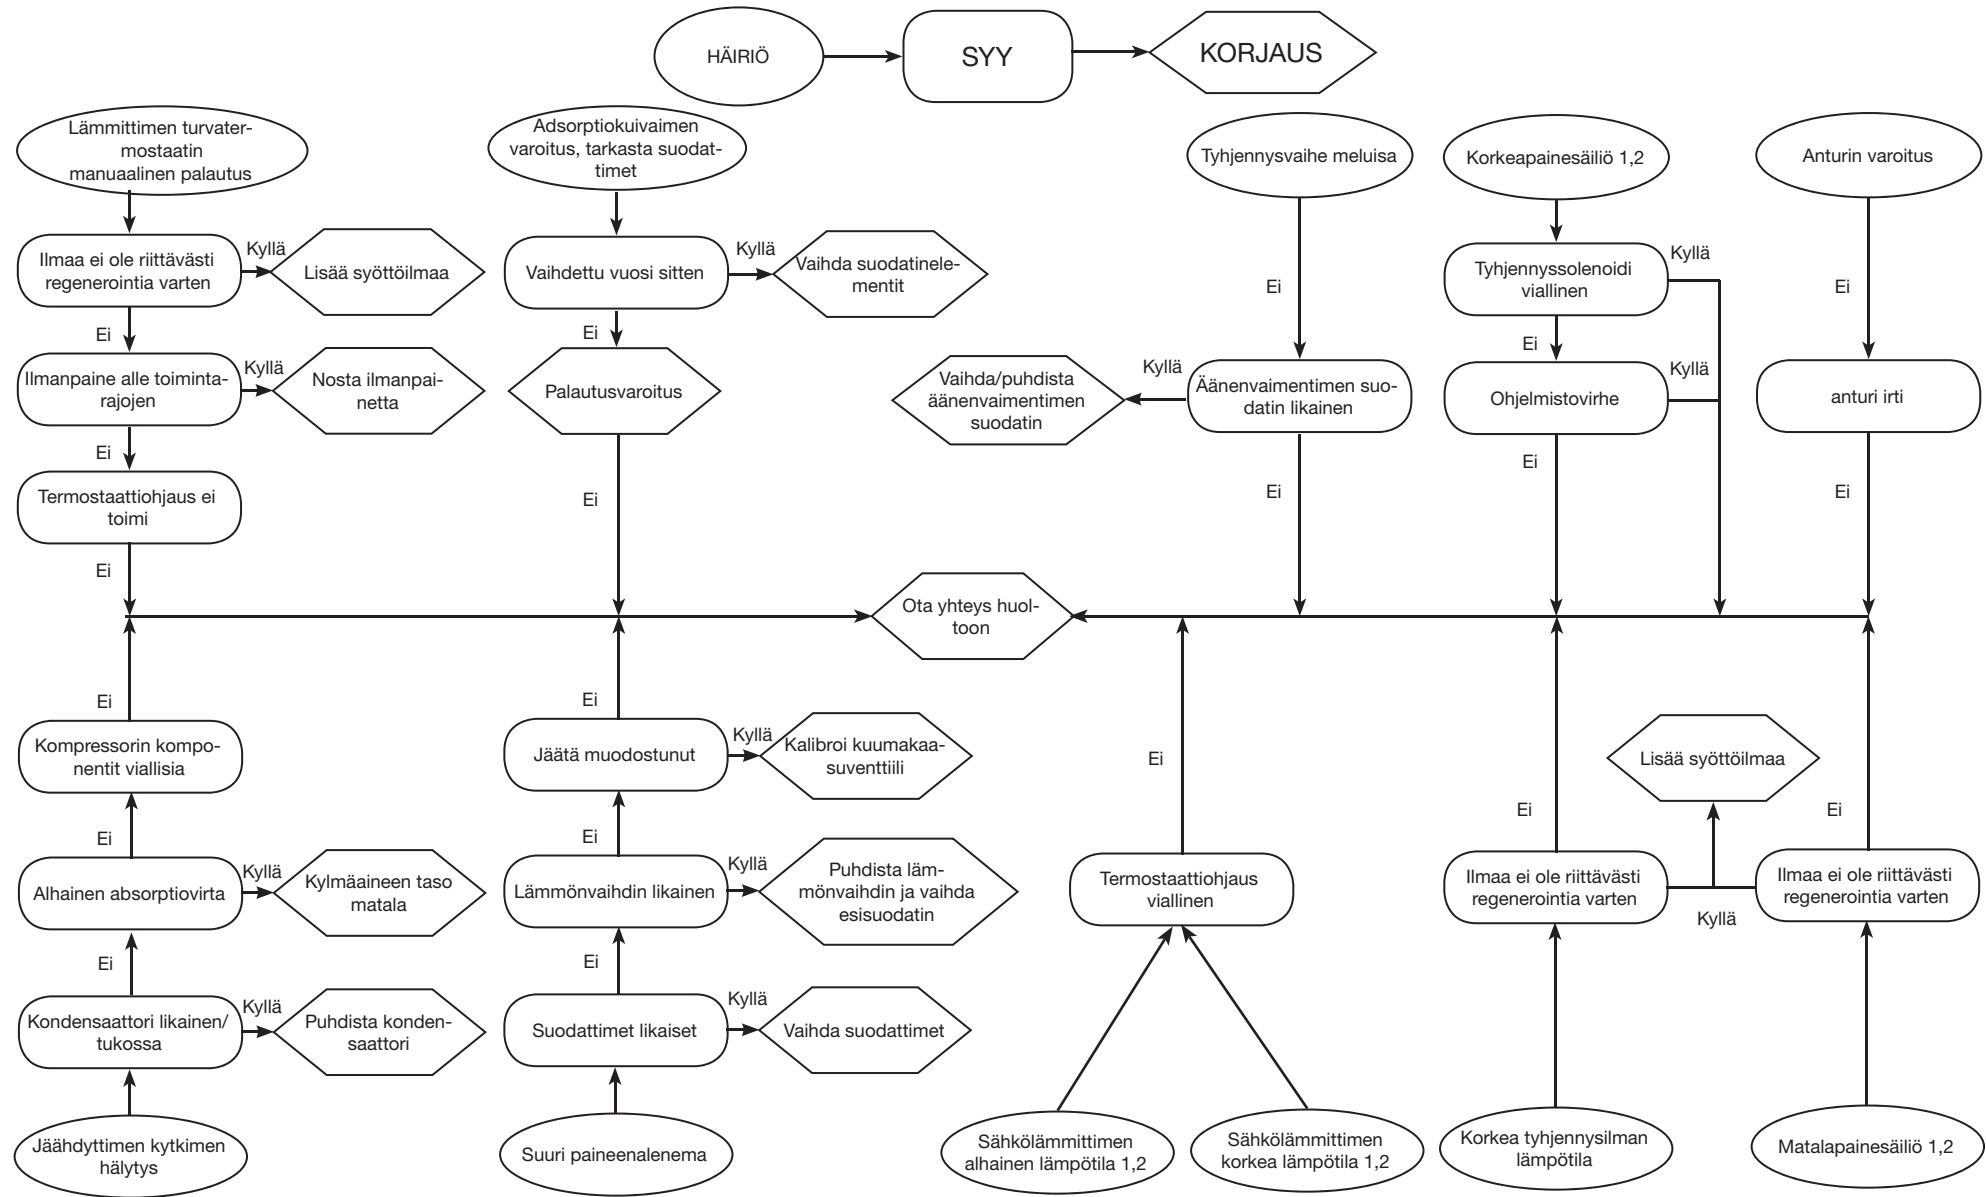 HÄIRIÖ
SYY
KORJAUS
Lämmittimen turvater-
mostaatin
manuaalinen palautus
Ilmaa ei ole riittävästi
regenerointia varten
Kyllä
Lisää syöttöilmaa
Ei
Ilmanpaine alle toiminta-
rajojen
Kyllä
Nosta ilmanpai-
netta
Ei
Termostaattiohjaus ei
toimi
Ei
Adsorptiokuivaimen
varoitus, tarkasta suodat-
timet
Vaihdettu vuosi sitten
Kyllä
Vaihda suodatinele-
mentit
Ei
Palautusvaroitus
Ei
Tyhjennysvaihe meluisa
Ei
Äänenvaimentimen suo-
datin likainen
Kyllä
Vaihda/puhdista
äänenvaimentimen
suodatin
Ei
Korkeapainesäiliö 1,2
Tyhjennyssolenoidi
viallinen
Kyllä
Ei
Ohjelmistovirhe
Kyllä
Ei
Anturin varoitus
Ei
anturi irti
Ei
Ota yhteys huol-
toon
Ei
Kompressorin kompo-
nentit viallisia
Ei
Alhainen absorptiovirta
Kyllä
Kylmäaineen taso
matala
Ei
Kondensaattori likainen/
tukossa
Kyllä
Puhdista konden-
saattori
Jäähdyttimen kytkimen
hälytys
Ei
Jäätä muodostunut
Kyllä
Kalibroi kuumakaa-
suventtiili
Ei
Lämmönvaihdin likainen
Kyllä
Puhdista läm-
mönvaihdin ja vaihda
esisuodatin
Ei
Suodattimet likaiset
Kyllä
Vaihda suodattimet
Suuri paineenalenema
Ei
Termostaattiohjaus
viallinen
Sähkölämmittimen
alhainen lämpötila 1,2
Sähkölämmittimen
korkea lämpötila 1,2
Ei
Ilmaa ei ole riittävästi
regenerointia varten
Korkea tyhjennysilman
lämpötila
Lisää syöttöilmaa
Kyllä
Ei
Ilmaa ei ole riittävästi
regenerointia varten
Matalapainesäiliö 1,2